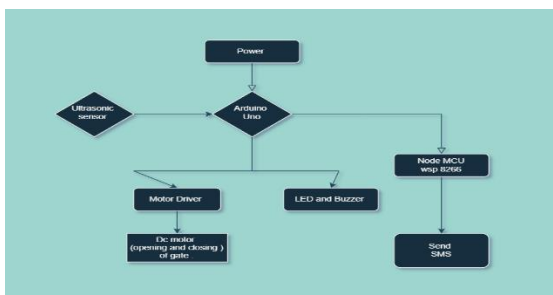 Power
Ultrasonic
sensor
Arduino
Uno
Node MCU
wsp 8266
Motor Driver
LED and Buzzer
Dc motor
(opening and closing )
of gate
Send
SMS